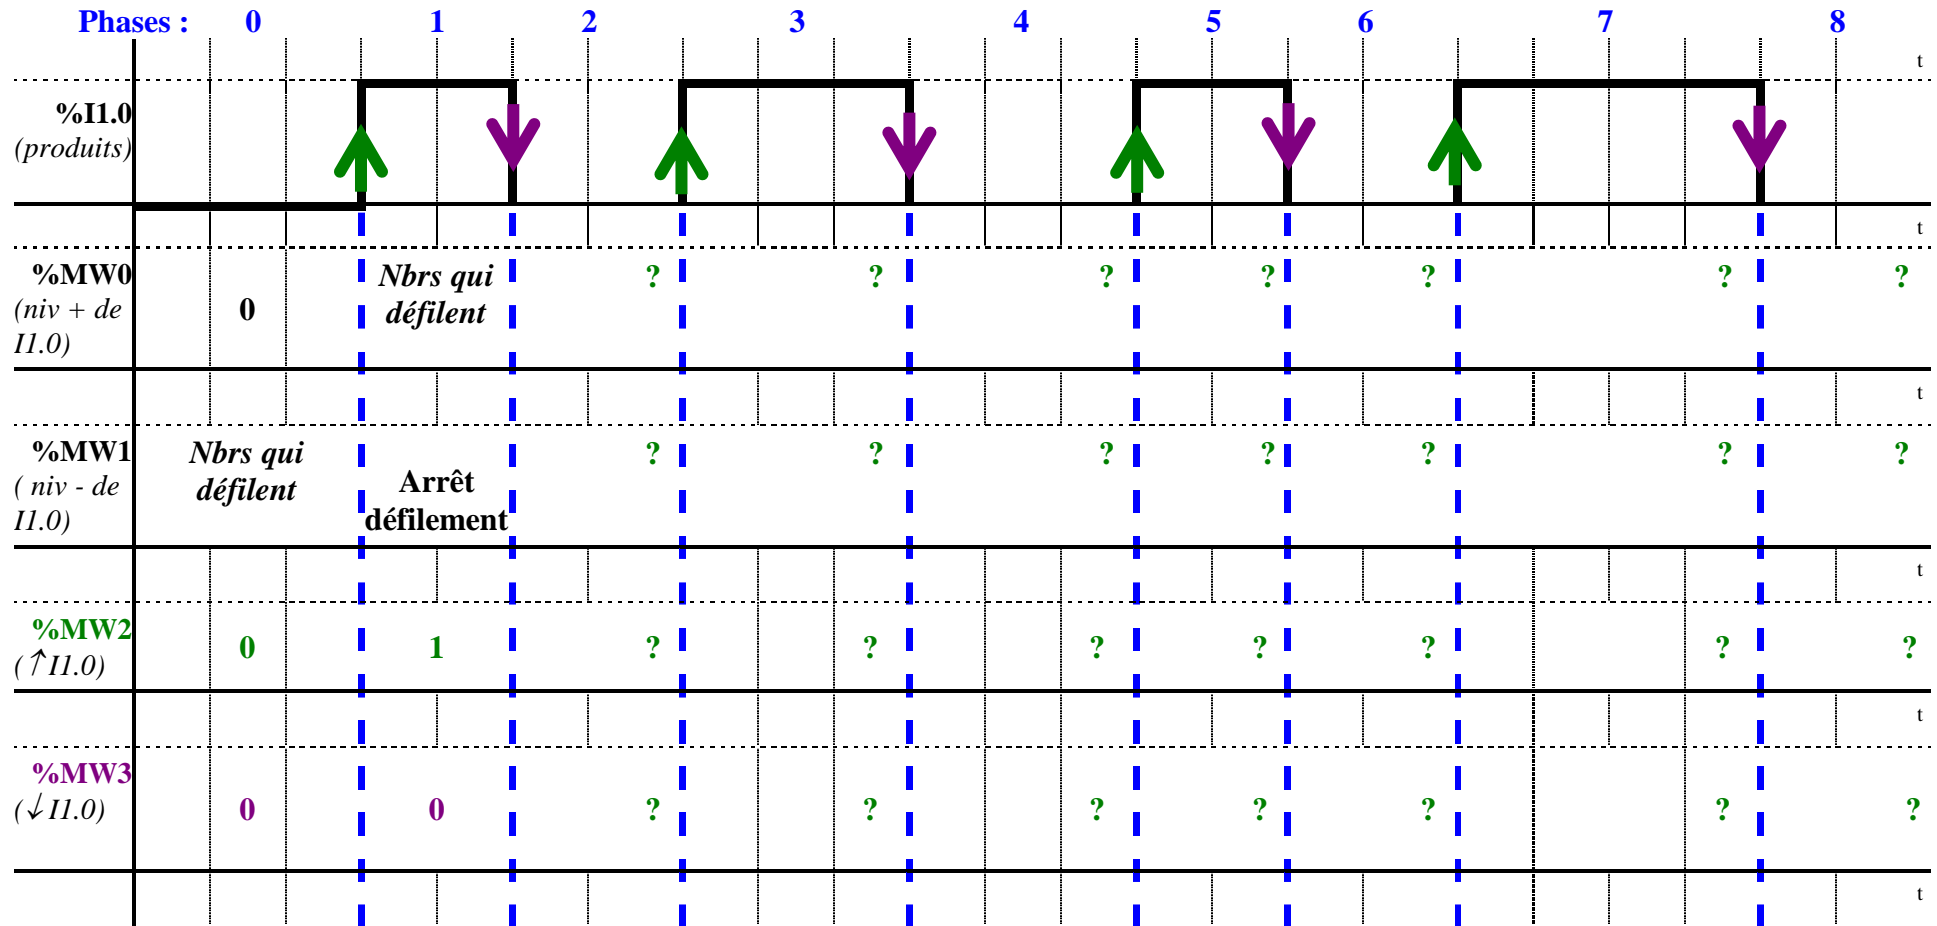 Phases : 0 1 2 3 4 5 6 7 8
t
%I1.0
(produits)
t
%MW0
(niv + de
I1.0)
0
Nbrs qui
défilent
? ? ? ? ? ? ?
t
%MW1
( niv - de
I1.0)
Nbrs qui
défilent
Arrêt
défilement
? ? ? ? ? ? ?
t
%MW2
(↑I1.0)
0 1 ? ? ? ? ? ? ?
t
%MW3
(↓I1.0)
0 0 ? ? ? ? ? ? ?
t